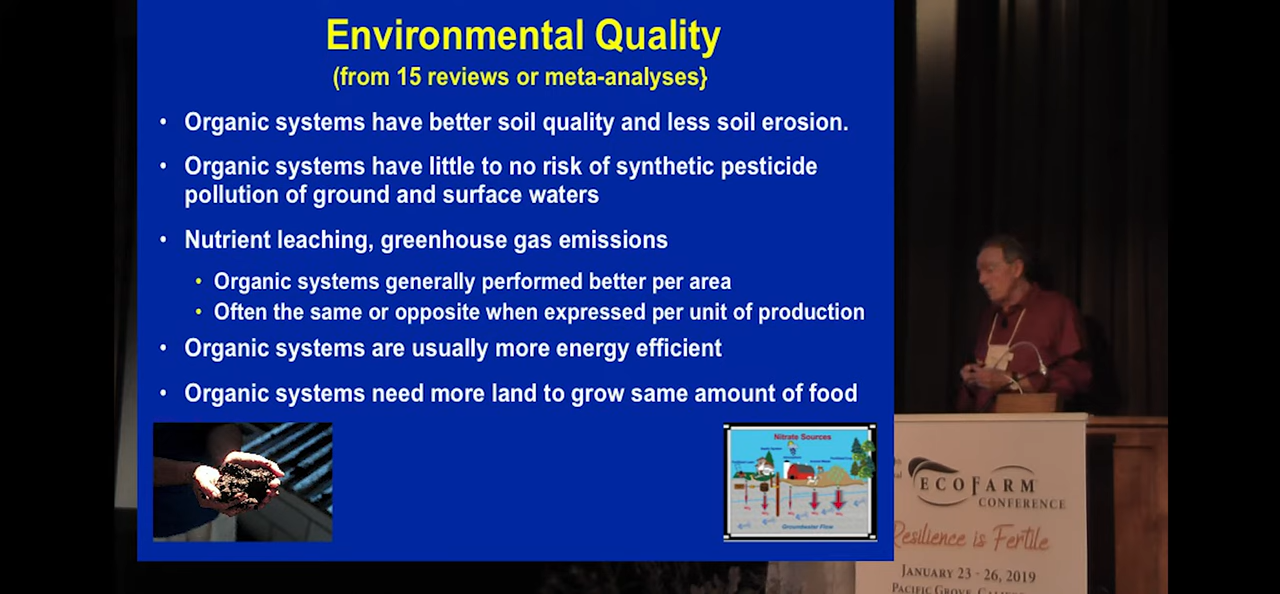 Environmental Quality
(from 15 reviews or meta-analyses}
• Organic systems have better soil quality and less soil erosion.
• Organic systems have little to no risk of synthetic pesticide
pollution of ground and surface waters
• Nutrient leaching, greenhouse gas emissions
• Organic systems generally performed better per area
• Often the same or opposite when expressed per unit of production
• Organic systems are usually more energy efficient
• Organic systems need more land to grow same amount of food
Nitrate Sources
Groundwater Flow
ECOFARM
CONFERENCE
Resilience is Fertile
JANUARY 23 - 26, 2019
PACIFIC GROVE,